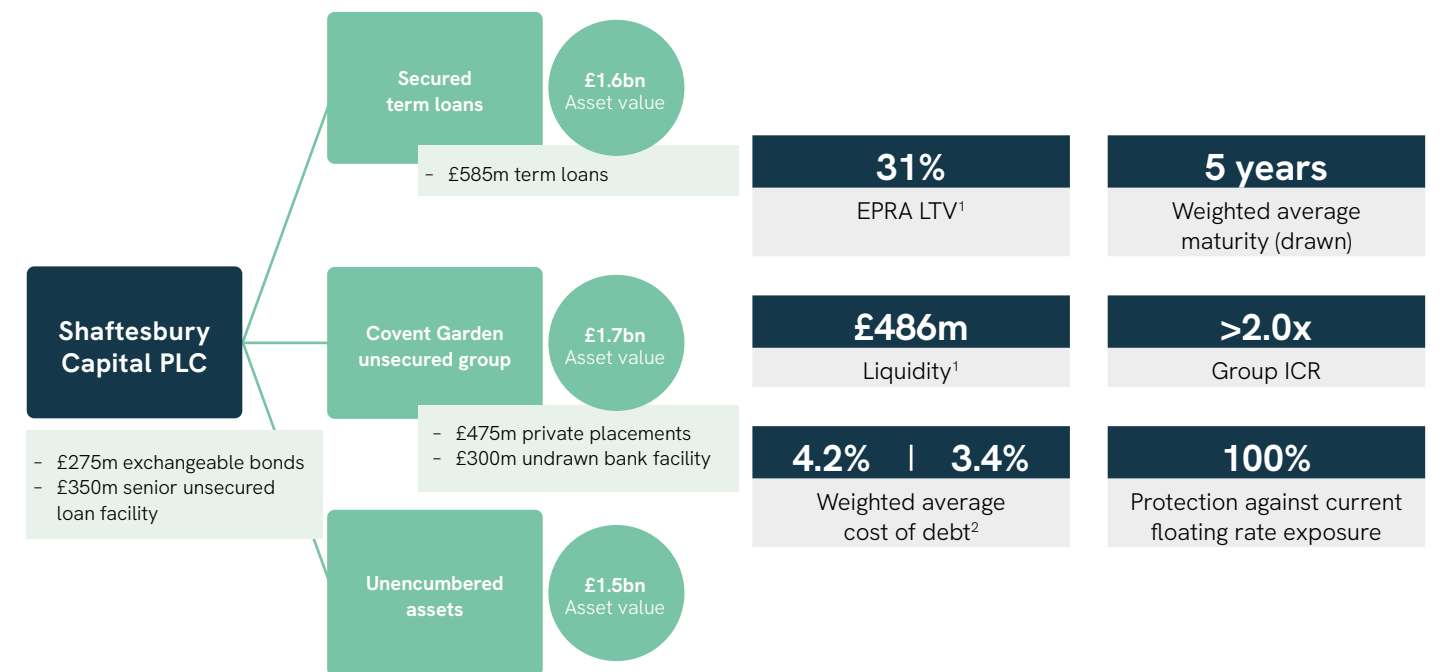 Secured
term loans
£1.6bn
Asset value
– £585m term loans
Shaftesbury
Capital PLC
– £275m exchangeable bonds
– £350m senior unsecured
loan facility
Covent Garden
unsecured group
£1.7bn
Asset value
– £475m private placements
– £300m undrawn bank facility
Unencumbered
assets
£1.5bn
Asset value
31%
EPRA LTV¹
5 years
Weighted average
maturity (drawn)
£486m
Liquidity¹
>2.0x
Group ICR
4.2% | 3.4%
Weighted average
cost of debt²
100%
Protection against current
floating rate exposure